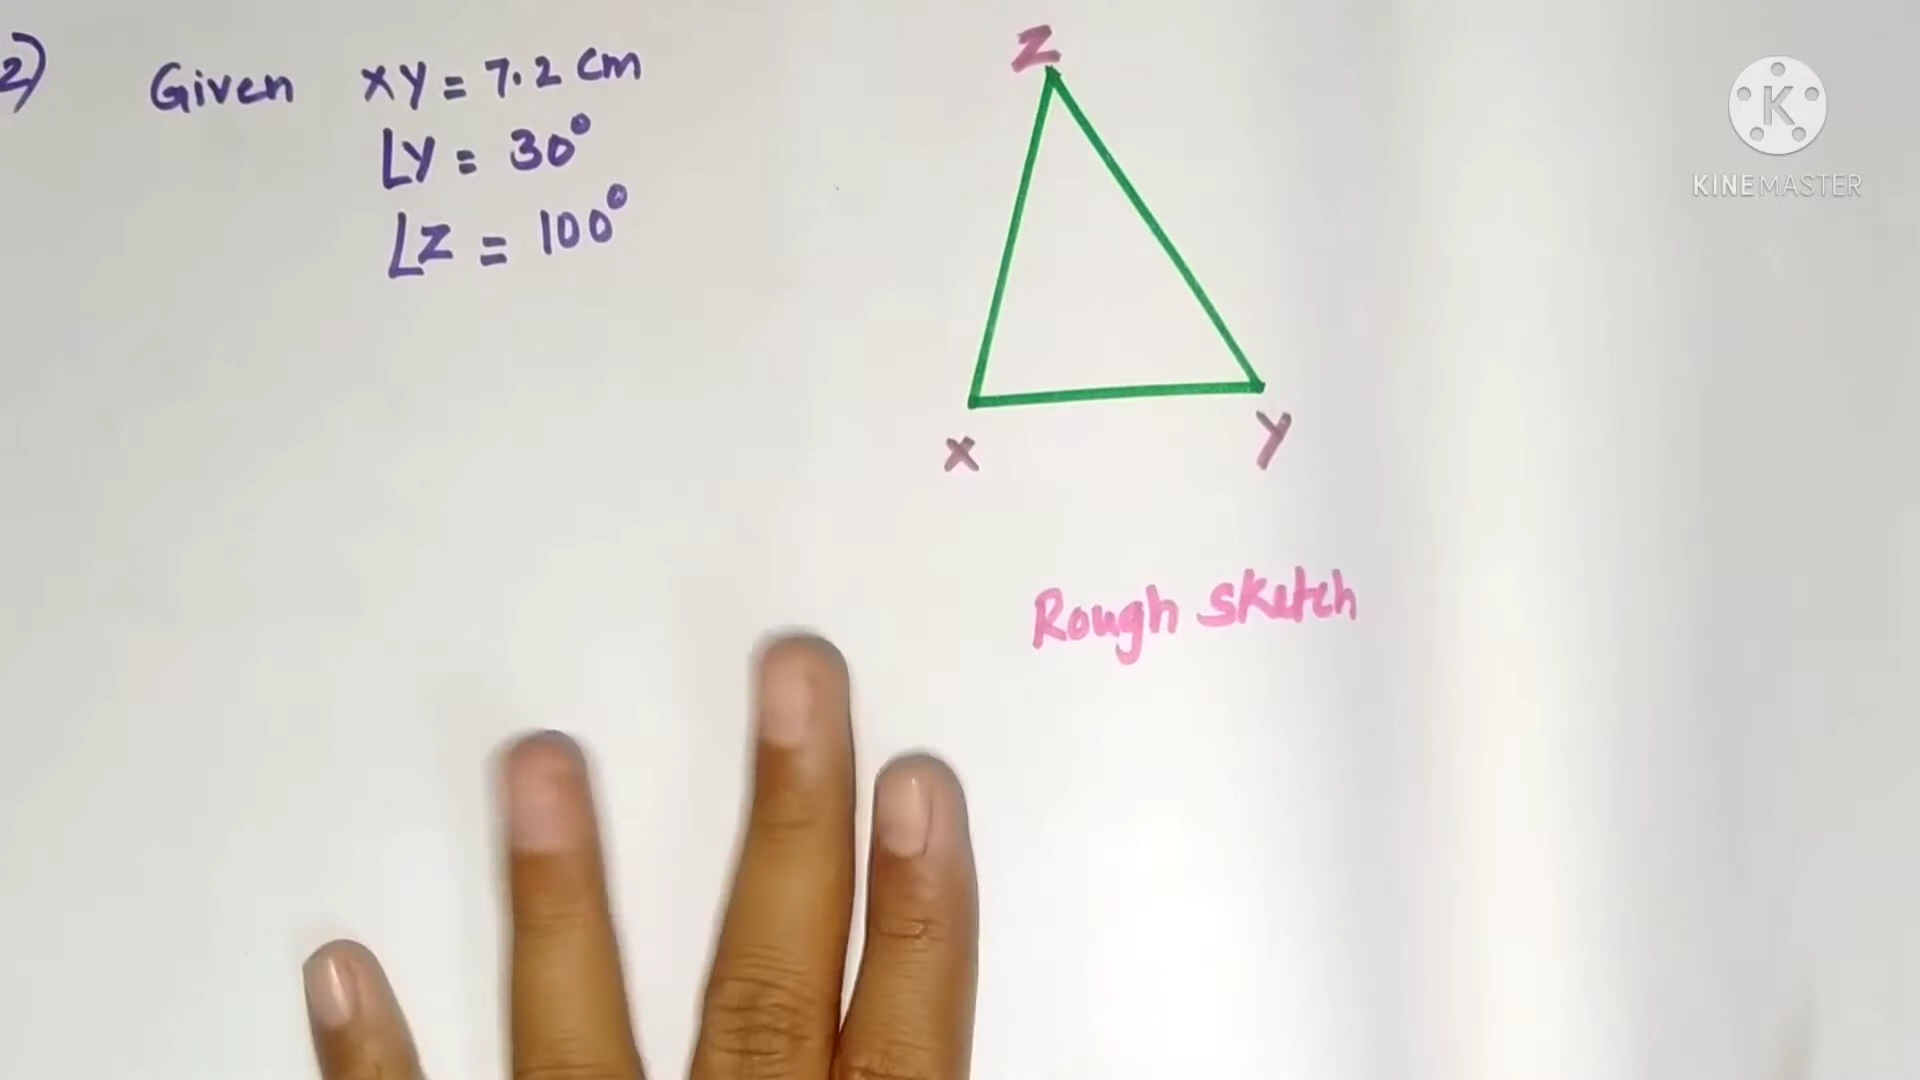 2) Given XY = 7.2 cm
∟Y = 30°
∟Z = 100°
Z
X Y
Rough sketch
K
KINEMASTER